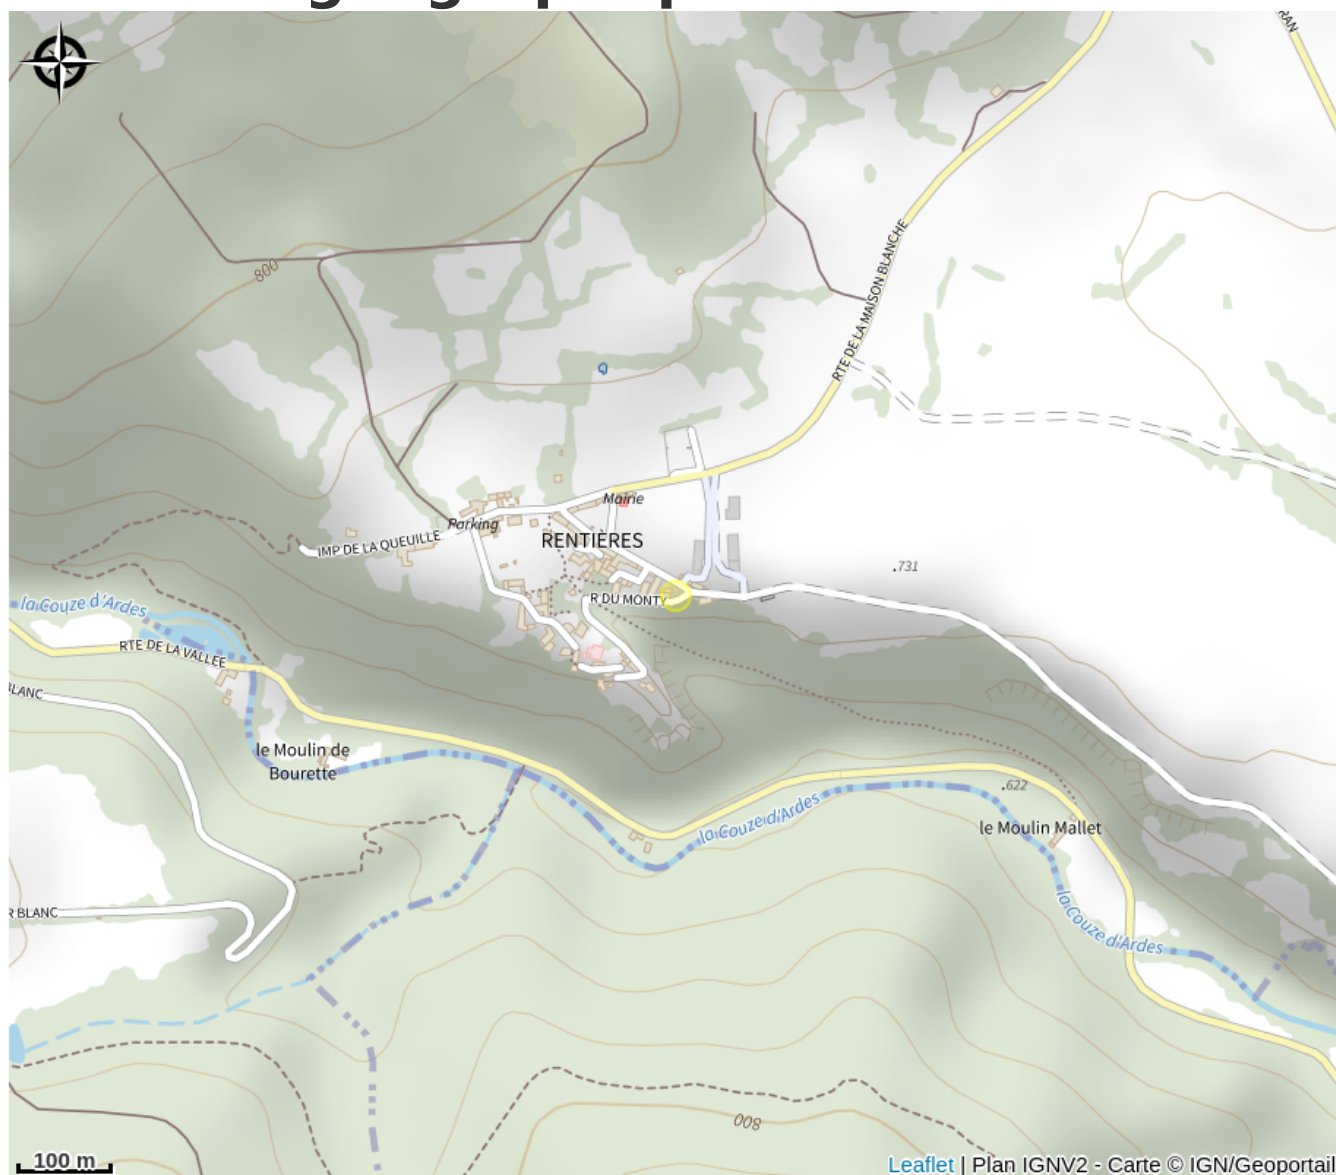 800
RTE DE LA MAISON BLANCHE
Mairie
Parking
IMP DE LA QUEUILLE
RENTIÈRES
.731
R DU MONTY
la Couze d'Ardes
RTE DE LA VALLÉE
BLANC
le Moulin de
Bourette
.622
la Couze d'Ardes
le Moulin Mallet
R BLANC
la Couze d'Ardes
800
100 m
Leaflet | Plan IGNV2 - Carte © IGN/Geoportail